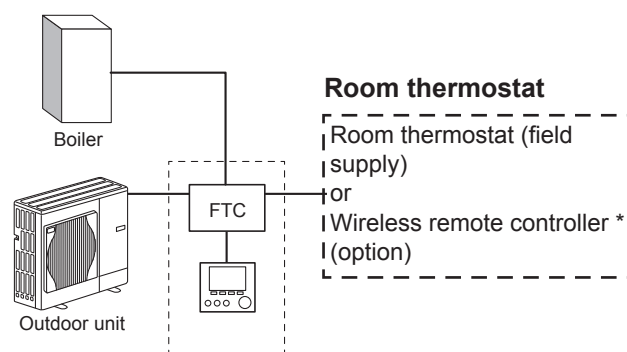 Room thermostat
Boiler
Room thermostat (field
supply)
or
Wireless remote controller *
(option)
FTC
Outdoor unit